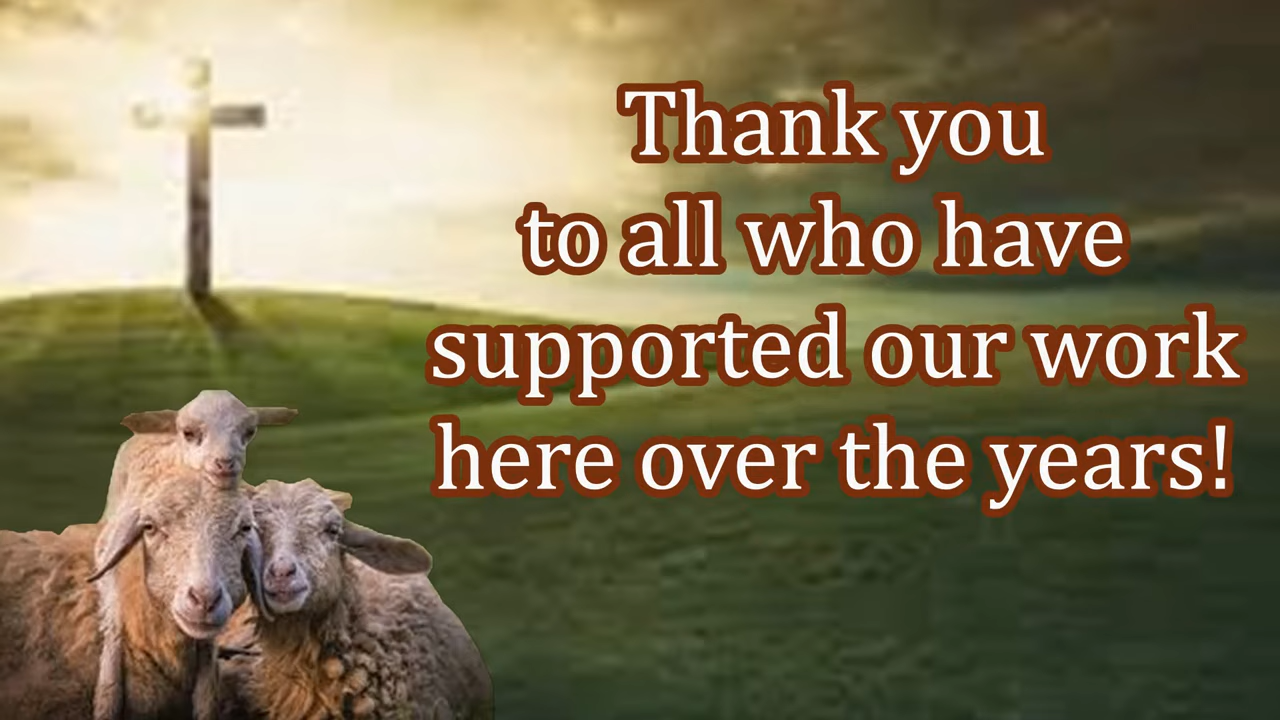 Thank you
to all who have
supported our work
here over the years!